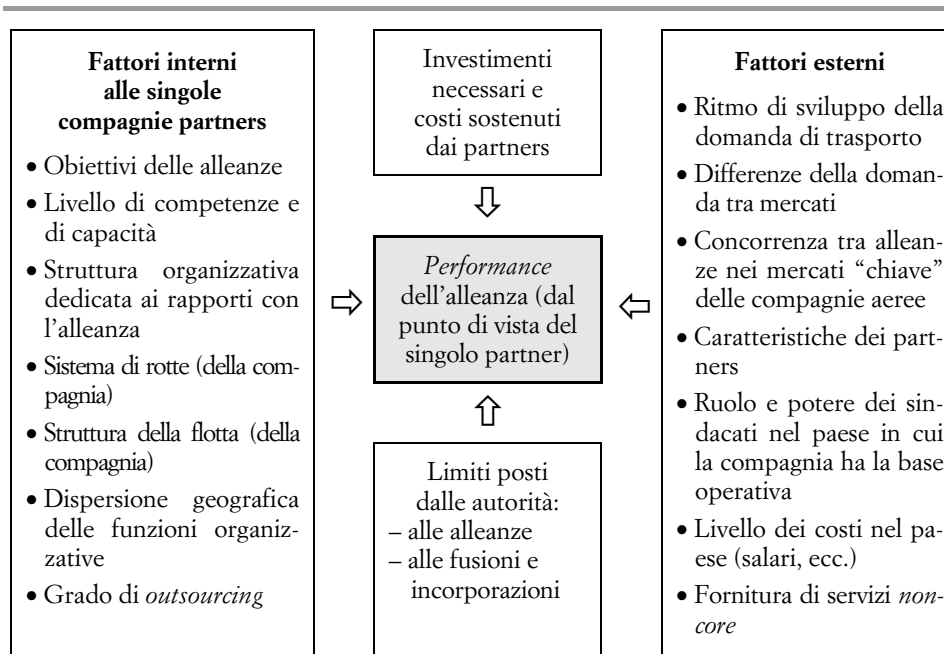 Fattori interni
alle singole
compagnie partners
• Obiettivi delle alleanze
• Livello di competenze e
di capacità
• Struttura organizzativa
dedicata ai rapporti con
l’alleanza
• Sistema di rotte (della com-
pagnia)
• Struttura della flotta (della
compagnia)
• Dispersione geografica
delle funzioni organiz-
zative
• Grado di outsourcing
Investimenti
necessari e
costi sostenuti
dai partners
Performance
dell’alleanza (dal
punto di vista del
singolo partner)
Limiti posti
dalle autorità:
– alle alleanze
– alle fusioni e
incorporazioni
Fattori esterni
• Ritmo di sviluppo della
domanda di trasporto
• Differenze della doman-
da tra mercati
• Concorrenza tra allean-
ze nei mercati “chiave”
delle compagnie aeree
• Caratteristiche dei part-
ners
• Ruolo e potere dei sin-
dacati nel paese in cui
la compagnia ha la base
operativa
• Livello dei costi nel pa-
ese (salari, ecc.)
• Fornitura di servizi non-
core